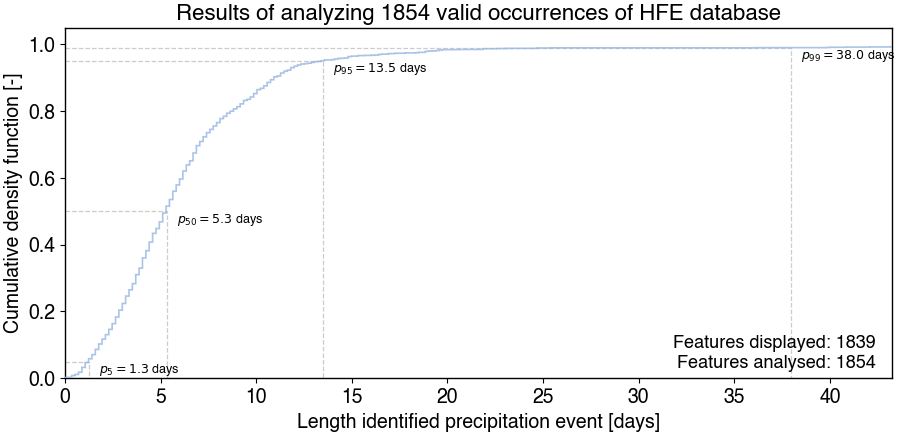 Results of analyzing 1854 valid occurrences of HFE database
Cumulative density function [-]
1.0
0.8
0.6
0.4
0.2
0.0
p99 = 38.0 days
p95 = 13.5 days
p50 = 5.3 days
p5 = 1.3 days
Features displayed: 1839
Features analysed: 1854
0 5 10 15 20 25 30 35 40
Length identified precipitation event [days]